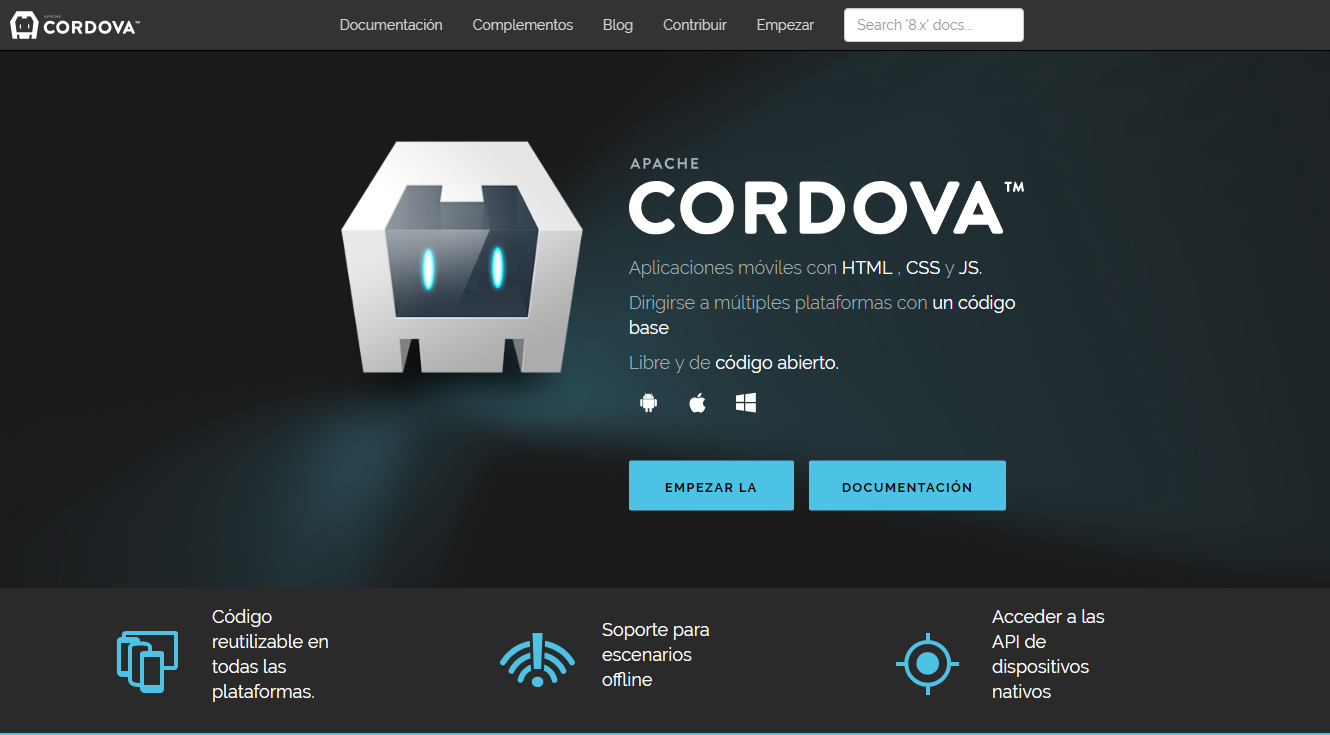 APACHE
CORDOVA™
Documentación Complementos Blog Contribuir Empezar Search '8.x' docs...
APACHE
CORDOVA™
Aplicaciones móviles con HTML , CSS y JS.
Dirigirse a múltiples plataformas con un código
base
Libre y de código abierto.
EMPEZAR LA DOCUMENTACIÓN
Código
reutilizable en
todas las
plataformas.
Soporte para
escenarios
offline
Acceder a las
API de
dispositivos
nativos